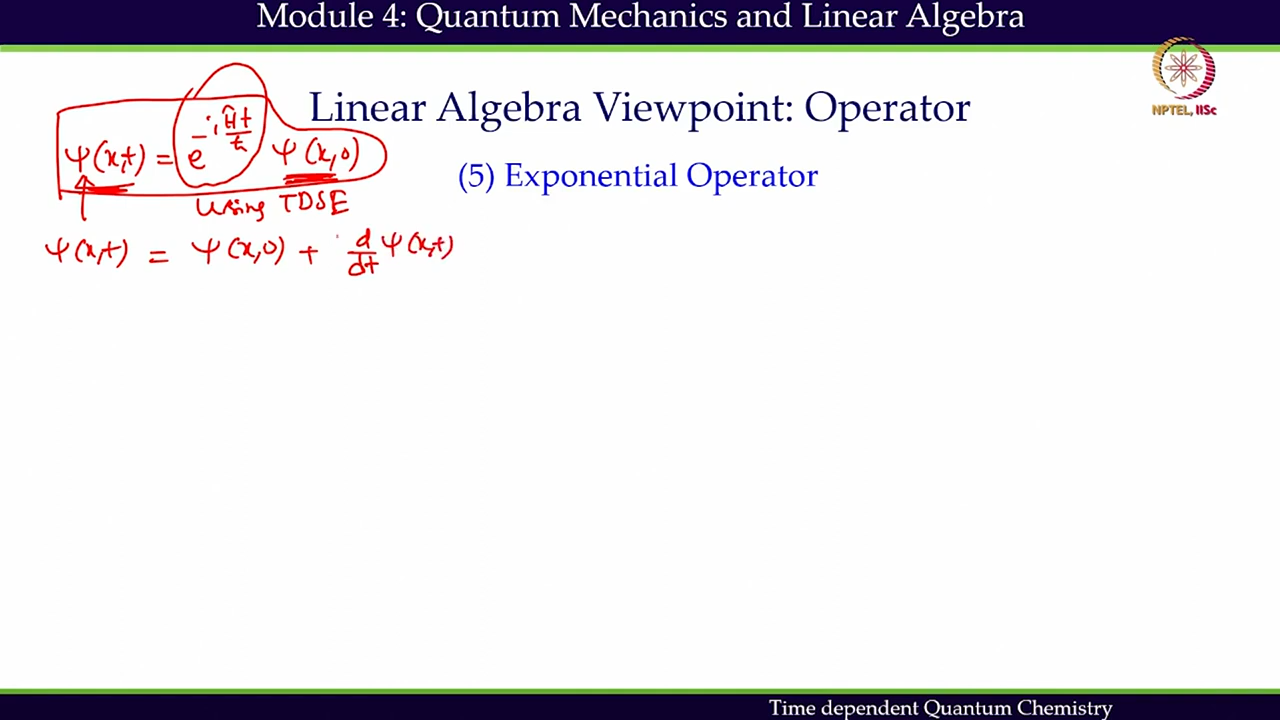 Module 4: Quantum Mechanics and Linear Algebra
NPTEL, IISc
Linear Algebra Viewpoint: Operator
(5) Exponential Operator
ψ(x,t) = e^{-iĤt/ħ} ψ(x,0)
using TDSE
ψ(x,t) = ψ(x,0) + d/dt ψ(x,t)
Time dependent Quantum Chemistry